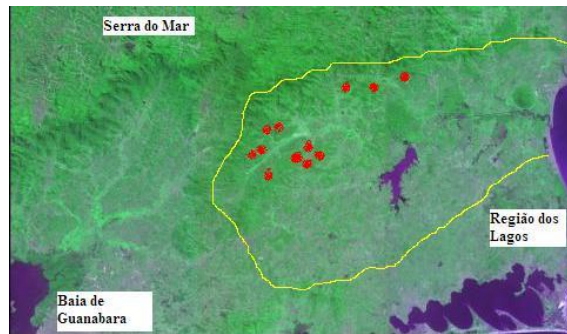 Serra do Mar
Região dos
Lagos
Baia de
Guanabara